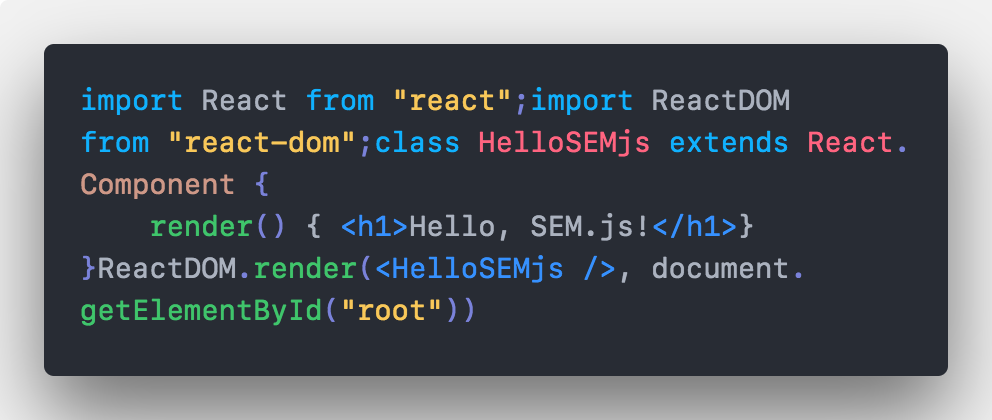 import React from "react";import ReactDOM
from "react-dom";class HelloSEMjs extends React.
Component {
    render() { <h1>Hello, SEM.js!</h1>}
}ReactDOM.render(<HelloSEMjs />, document.
getElementById("root"))